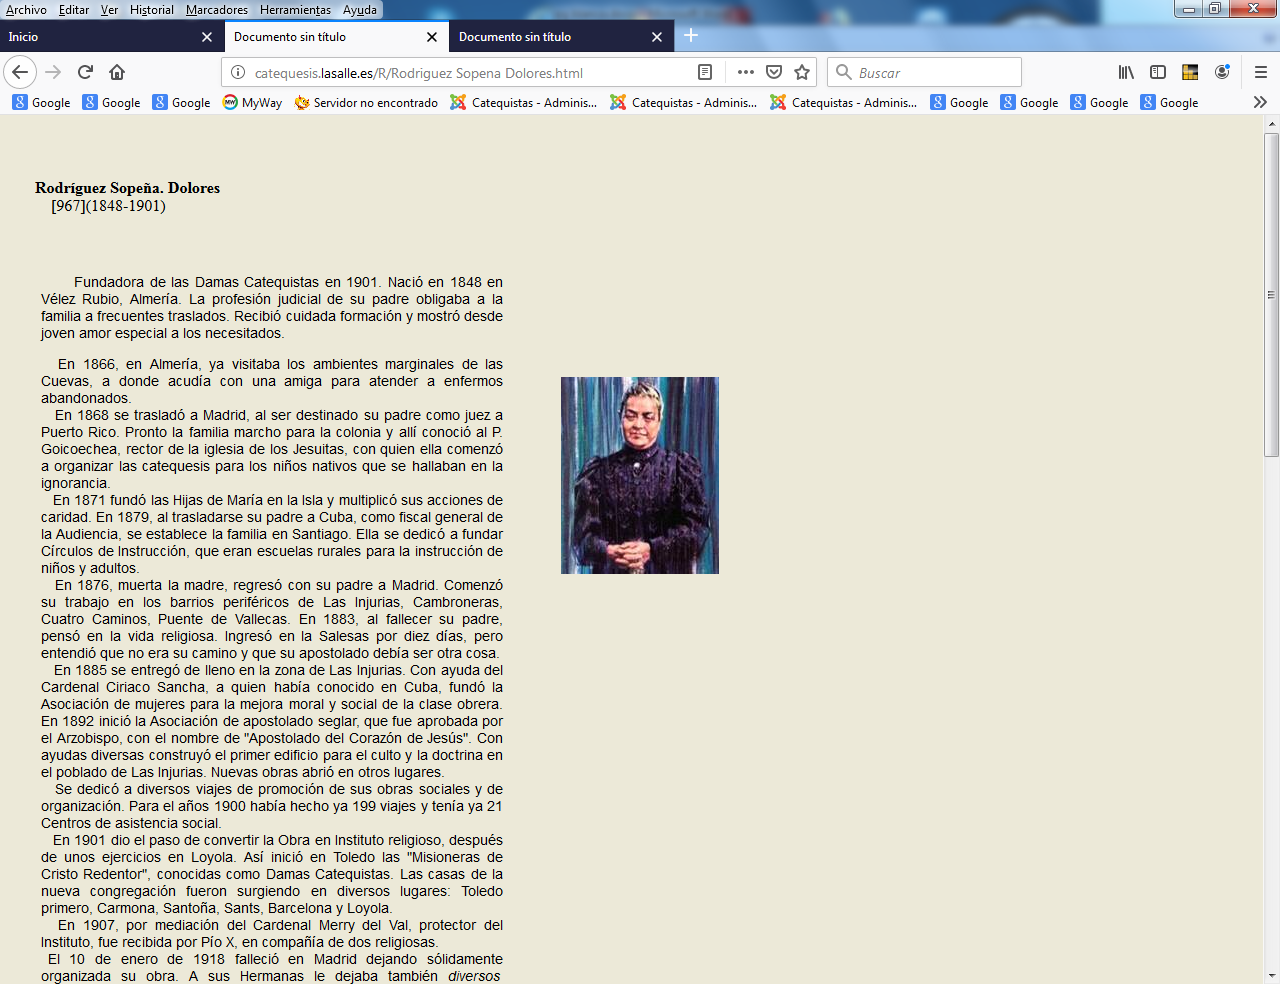 Archivo Editar Ver Historial Marcadores Herramientas Ayuda
Inicio
Documento sin título
Documento sin título
catequesis.lasalle.es/R/Rodriguez Sopena Dolores.html
Buscar
Google Google Google MyWay Servidor no encontrado Catequistas - Adminis... Catequistas - Adminis... Catequistas - Adminis... Google Google Google Google
Rodríguez Sopeña. Dolores
[967](1848-1901)
Fundadora de las Damas Catequistas en 1901. Nació en 1848 en
Vélez Rubio, Almería. La profesión judicial de su padre obligaba a la
familia a frecuentes traslados. Recibió cuidada formación y mostró desde
joven amor especial a los necesitados.
En 1866, en Almería, ya visitaba los ambientes marginales de las
Cuevas, a donde acudía con una amiga para atender a enfermos
abandonados.
En 1868 se trasladó a Madrid, al ser destinado su padre como juez a
Puerto Rico. Pronto la familia marcho para la colonia y allí conoció al P.
Goicoechea, rector de la iglesia de los Jesuitas, con quien ella comenzó
a organizar las catequesis para los niños nativos que se hallaban en la
ignorancia.
En 1871 fundó las Hijas de María en la Isla y multiplicó sus acciones de
caridad. En 1879, al trasladarse su padre a Cuba, como fiscal general de
la Audiencia, se establece la familia en Santiago. Ella se dedicó a fundar
Círculos de Instrucción, que eran escuelas rurales para la instrucción de
niños y adultos.
En 1876, muerta la madre, regresó con su padre a Madrid. Comenzó
su trabajo en los barrios periféricos de Las Injurias, Cambroneras,
Cuatro Caminos, Puente de Vallecas. En 1883, al fallecer su padre,
pensó en la vida religiosa. Ingresó en la Salesas por diez días, pero
entendió que no era su camino y que su apostolado debía ser otra cosa.
En 1885 se entregó de lleno en la zona de Las Injurias. Con ayuda del
Cardenal Ciriaco Sancha, a quien había conocido en Cuba, fundó la
Asociación de mujeres para la mejora moral y social de la clase obrera.
En 1892 inició la Asociación de apostolado seglar, que fue aprobada por
el Arzobispo, con el nombre de "Apostolado del Corazón de Jesús". Con
ayudas diversas construyó el primer edificio para el culto y la doctrina en
el poblado de Las Injurias. Nuevas obras abrió en otros lugares.
Se dedicó a diversos viajes de promoción de sus obras sociales y de
organización. Para el años 1900 había hecho ya 199 viajes y tenía ya 21
Centros de asistencia social.
En 1901 dio el paso de convertir la Obra en Instituto religioso, después
de unos ejercicios en Loyola. Así inició en Toledo las "Misioneras de
Cristo Redentor", conocidas como Damas Catequistas. Las casas de la
nueva congregación fueron surgiendo en diversos lugares: Toledo
primero, Carmona, Santoña, Sants, Barcelona y Loyola.
En 1907, por mediación del Cardenal Merry del Val, protector del
Instituto, fue recibida por Pío X, en compañía de dos religiosas.
El 10 de enero de 1918 falleció en Madrid dejando sólidamente
organizada su obra. A sus Hermanas le dejaba también diversos